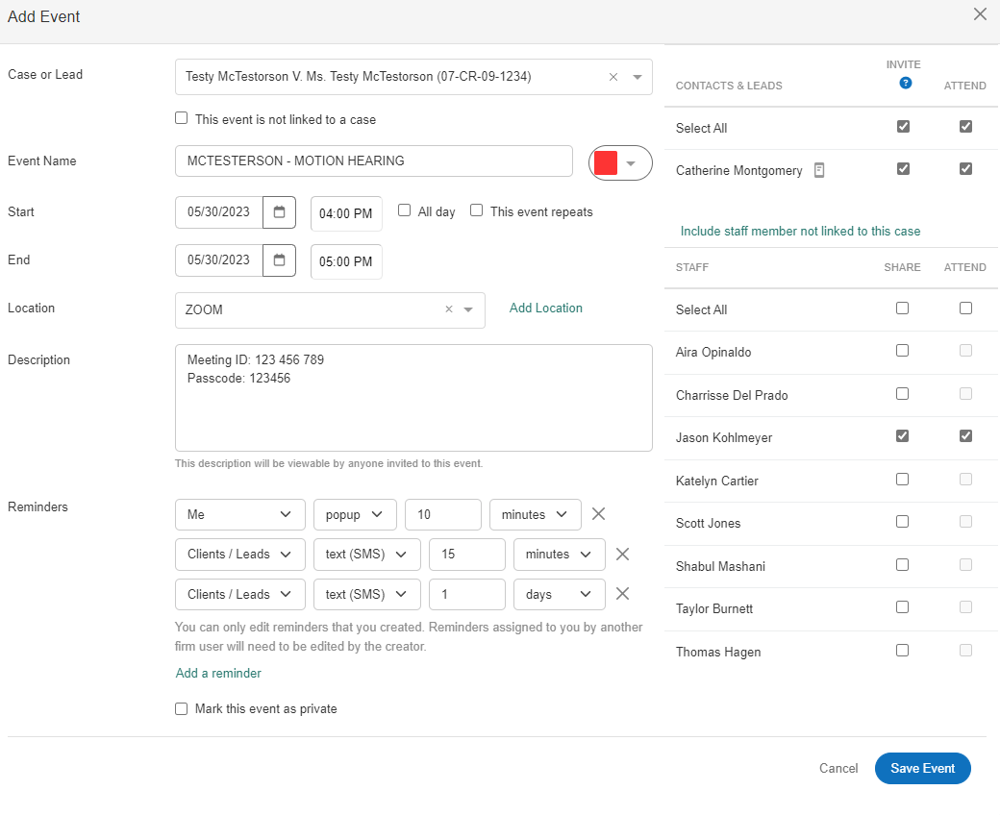 Add Event
Case or Lead
Testy McTestorson V. Ms. Testy McTestorson (07-CR-09-1234)
This event is not linked to a case
Event Name
MCTESTERSON - MOTION HEARING
Start
05/30/2023
04:00 PM
All day
This event repeats
End
05/30/2023
05:00 PM
Location
ZOOM
Add Location
Description
Meeting ID: 123 456 789
Passcode: 123456
This description will be viewable by anyone invited to this event.
Reminders
Me popup 10 minutes
Clients / Leads text (SMS) 15 minutes
Clients / Leads text (SMS) 1 days
You can only edit reminders that you created. Reminders assigned to you by another
firm user will need to be edited by the creator.
Add a reminder
Mark this event as private
CONTACTS & LEADS INVITE ? ATTEND
Select All
Catherine Montgomery
Include staff member not linked to this case
STAFF SHARE ATTEND
Select All
Aira Opinaldo
Charrisse Del Prado
Jason Kohlmeyer
Katelyn Cartier
Scott Jones
Shabul Mashani
Taylor Burnett
Thomas Hagen
Cancel
Save Event